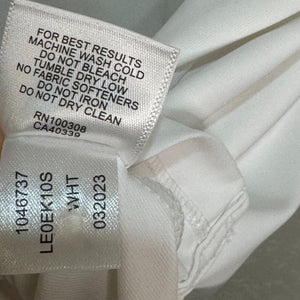 FOR BEST RESULTS
MACHINE WASH COLD
DO NOT BLEACH
TUMBLE DRY LOW
NO FABRIC SOFTENERS
DO NOT IRON
DO NOT DRY CLEAN
RN100308
CA40339
1046737
LE0EK10S
WHT
032023